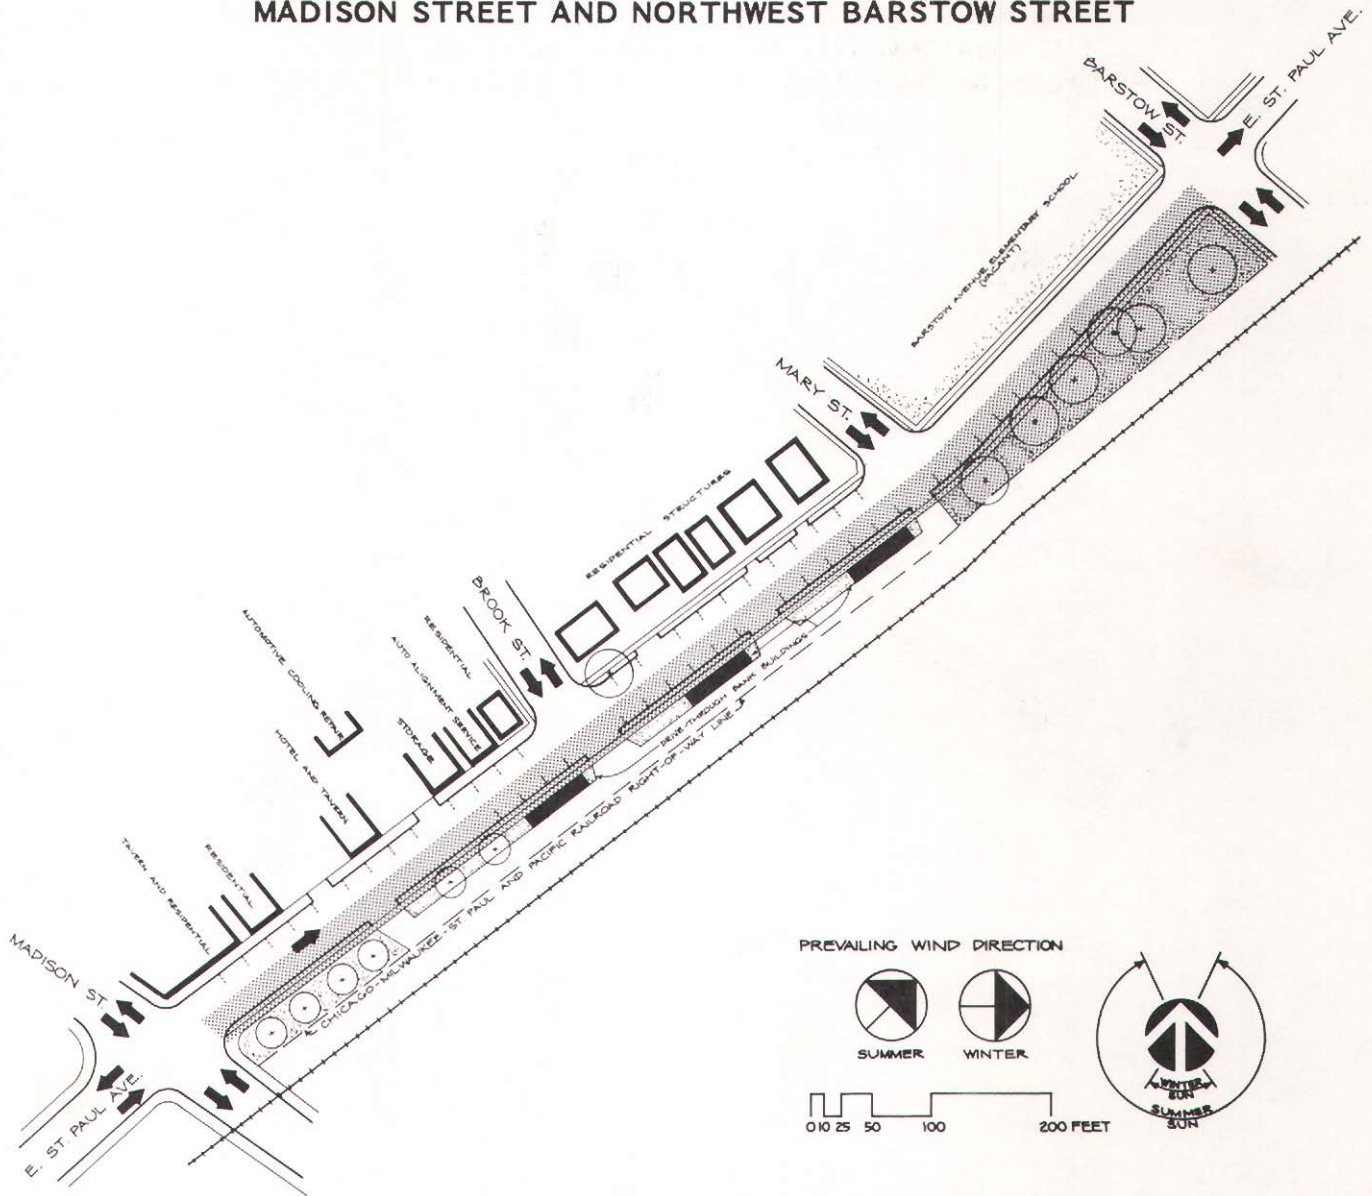 MADISON STREET AND NORTHWEST BARSTOW STREET
BARSTOW ST.
E. ST. PAUL AVE.
BARSTOW AVENUE ELEMENTARY SCHOOL
(VACANT)
MARY ST.
RESIDENTIAL STRUCTURES
BROOK ST.
RESIDENTIAL
AUTO ALIGNMENT SERVICE
STORAGE
AUTOMOTIVE COOLING REPAIR
HOTEL AND TAVERN
RESIDENTIAL
TAVERN AND RESIDENTIAL
DRIVE-THROUGH BANK BUILDINGS
CHICAGO-MILWAUKEE-ST. PAUL AND PACIFIC RAILROAD RIGHT-OF-WAY LINE
MADISON ST.
E. ST. PAUL AVE.
PREVAILING WIND DIRECTION
SUMMER
WINTER
0 10 25 50 100 200 FEET
WINTER
SUN
SUMMER
SUN